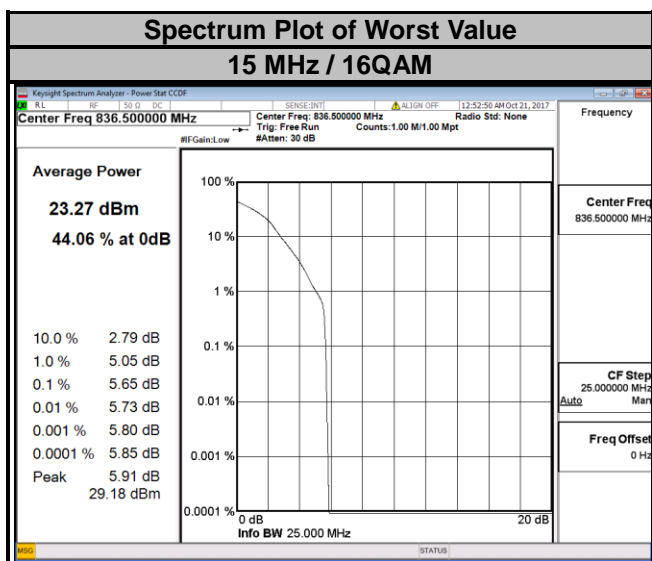 Spectrum Plot of Worst Value
15 MHz / 16QAM
Keysight Spectrum Analyzer - Power Stat CCDF
RL RF 50 Ω DC SENSE:INT ALIGN OFF 12:52:50 AM Oct 21, 2017
Center Freq 836.500000 MHz
Center Freq: 836.500000 MHz Radio Std: None
Trig: Free Run Counts:1.00 M/1.00 Mpt
#IFGain:Low #Atten: 30 dB
Frequency
Average Power
23.27 dBm
44.06 % at 0dB
10.0 % 2.79 dB
1.0 % 5.05 dB
0.1 % 5.65 dB
0.01 % 5.73 dB
0.001 % 5.80 dB
0.0001 % 5.85 dB
Peak 5.91 dB
29.18 dBm
100 %
10 %
1 %
0.1 %
0.01 %
0.001 %
0.0001 %
0 dB 20 dB
Info BW 25.000 MHz
Center Freq
836.500000 MHz
CF Step
25.000000 MHz
Auto Man
Freq Offset
0 Hz
MSG STATUS